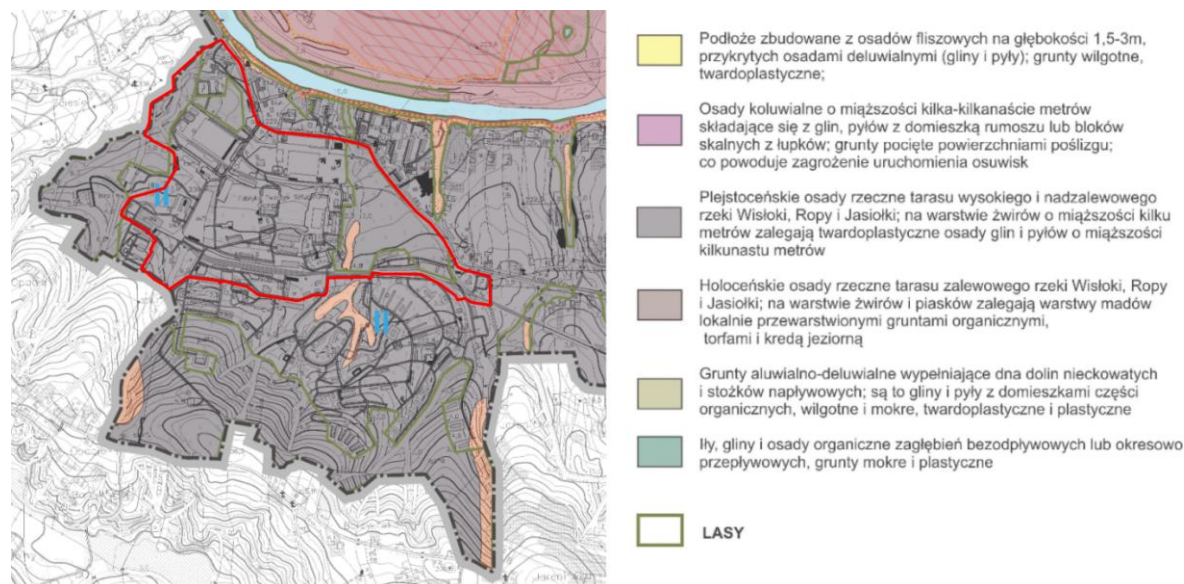 Podłoże zbudowane z osadów fliszowych na głębokości 1,5-3m,
przykrytych osadami deluwialnymi (gliny i pyły); grunty wilgotne,
twardoplastyczne;
Osady koluwialne o miąższości kilka-kilkanaście metrów
składające się z glin, pyłów z domieszką rumoszu lub bloków
skalnych z łupków; grunty pocięte powierzchniami poślizgu;
co powoduje zagrożenie uruchomienia osuwisk
Plejstoceńskie osady rzeczne tarasu wysokiego i nadzalewowego
rzeki Wisłoki, Ropy i Jasiołki; na warstwie żwirów o miąższości kilku
metrów zalegają twardoplastyczne osady glin i pyłów o miąższości
kilkunastu metrów
Holoceńskie osady rzeczne tarasu zalewowego rzeki Wisłoki, Ropy
i Jasiołki; na warstwie żwirów i piasków zalegają warstwy madów
lokalnie przewarstwionymi gruntami organicznymi,
torfami i kredą jeziorną
Grunty aluwialno-deluwialne wypełniające dna dolin nieckowatych
i stożków napływowych; są to gliny i pyły z domieszkami części
organicznych, wilgotne i mokre, twardoplastyczne i plastyczne
Iły, gliny i osady organiczne zagłębień bezodpływowych lub okresowo
przepływowych, grunty mokre i plastyczne
LASY